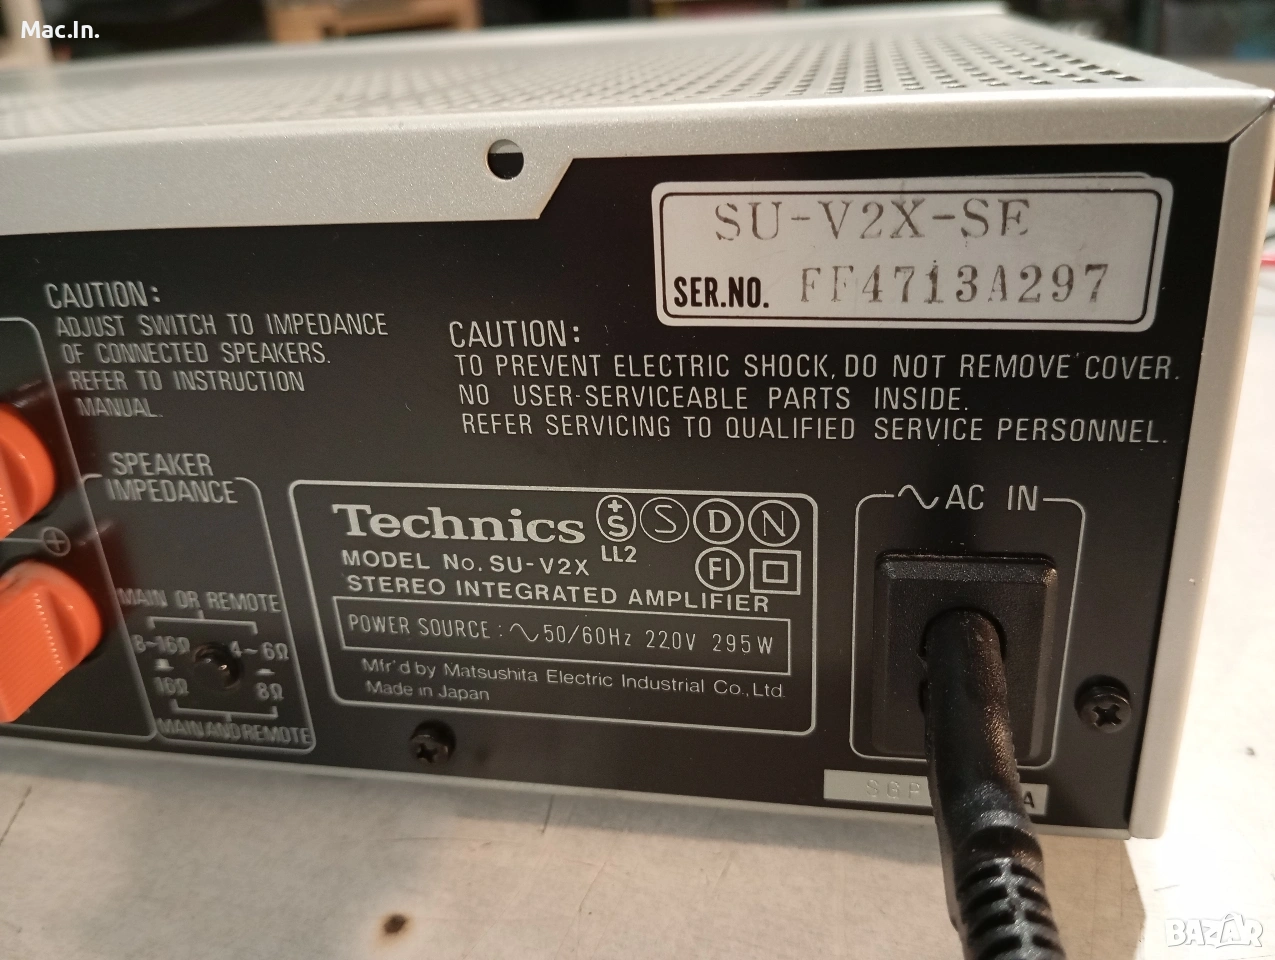 Mac.In.
SU-V2X-SE
SER.NO. FF4713A297
CAUTION:
ADJUST SWITCH TO IMPEDANCE
OF CONNECTED SPEAKERS.
REFER TO INSTRUCTION
MANUAL.
CAUTION:
TO PREVENT ELECTRIC SHOCK, DO NOT REMOVE COVER.
NO USER-SERVICEABLE PARTS INSIDE.
REFER SERVICING TO QUALIFIED SERVICE PERSONNEL.
SPEAKER
IMPEDANCE
MAIN OR REMOTE
8~16Ω 4~6Ω
16Ω 8Ω
MAIN AND REMOTE
Technics +S S D N
LL2 FI
MODEL No. SU-V2X
STEREO INTEGRATED AMPLIFIER
POWER SOURCE : ∿ 50/60Hz 220V 295W
Mfr'd by Matsushita Electric Industrial Co., Ltd.
Made in Japan
∿ AC IN
SGP A
BAZAR